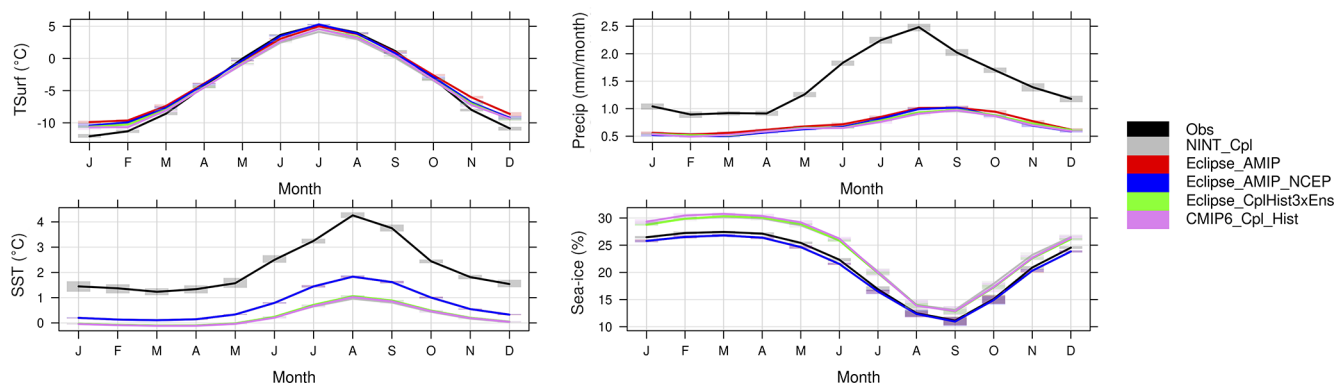 TSurf (°C)
5
0
-5
-10
J F M A M J J A S O N D
Month
Precip (mm/month)
2.5
2.0
1.5
1.0
0.5
J F M A M J J A S O N D
Month
SST (°C)
4
3
2
1
0
J F M A M J J A S O N D
Month
Sea-ice (%)
30
25
20
15
10
J F M A M J J A S O N D
Month
Obs
NINT_Cpl
Eclipse_AMIP
Eclipse_AMIP_NCEP
Eclipse_CplHist3xEns
CMIP6_Cpl_Hist